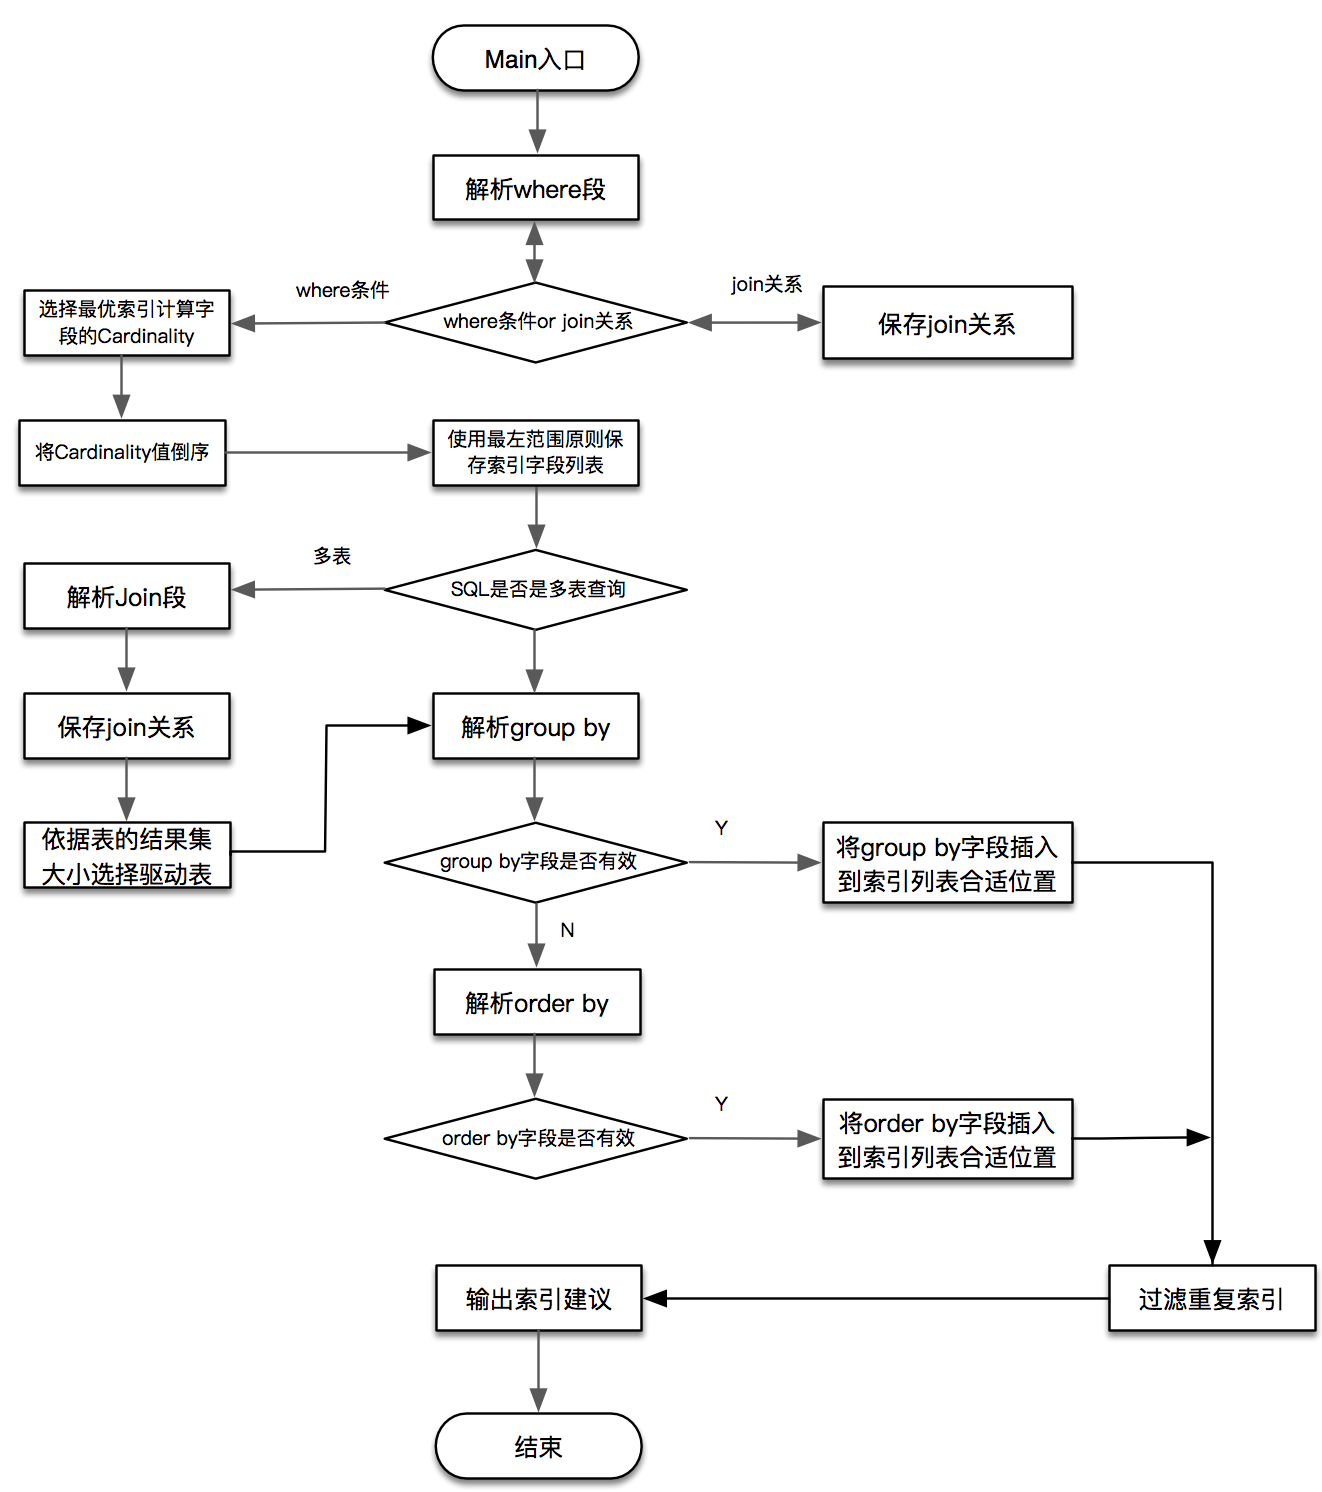 Main入口
解析where段
where条件
join关系
选择最优索引计算字
段的Cardinality
where条件or join关系
保存join关系
将Cardinality值倒序
使用最左范围原则保
存索引字段列表
多表
SQL是否是多表查询
解析Join段
保存join关系
解析group by
依据表的结果集
大小选择驱动表
group by字段是否有效
Y
将group by字段插入
到索引列表合适位置
N
解析order by
order by字段是否有效
Y
将order by字段插入
到索引列表合适位置
输出索引建议
过滤重复索引
结束